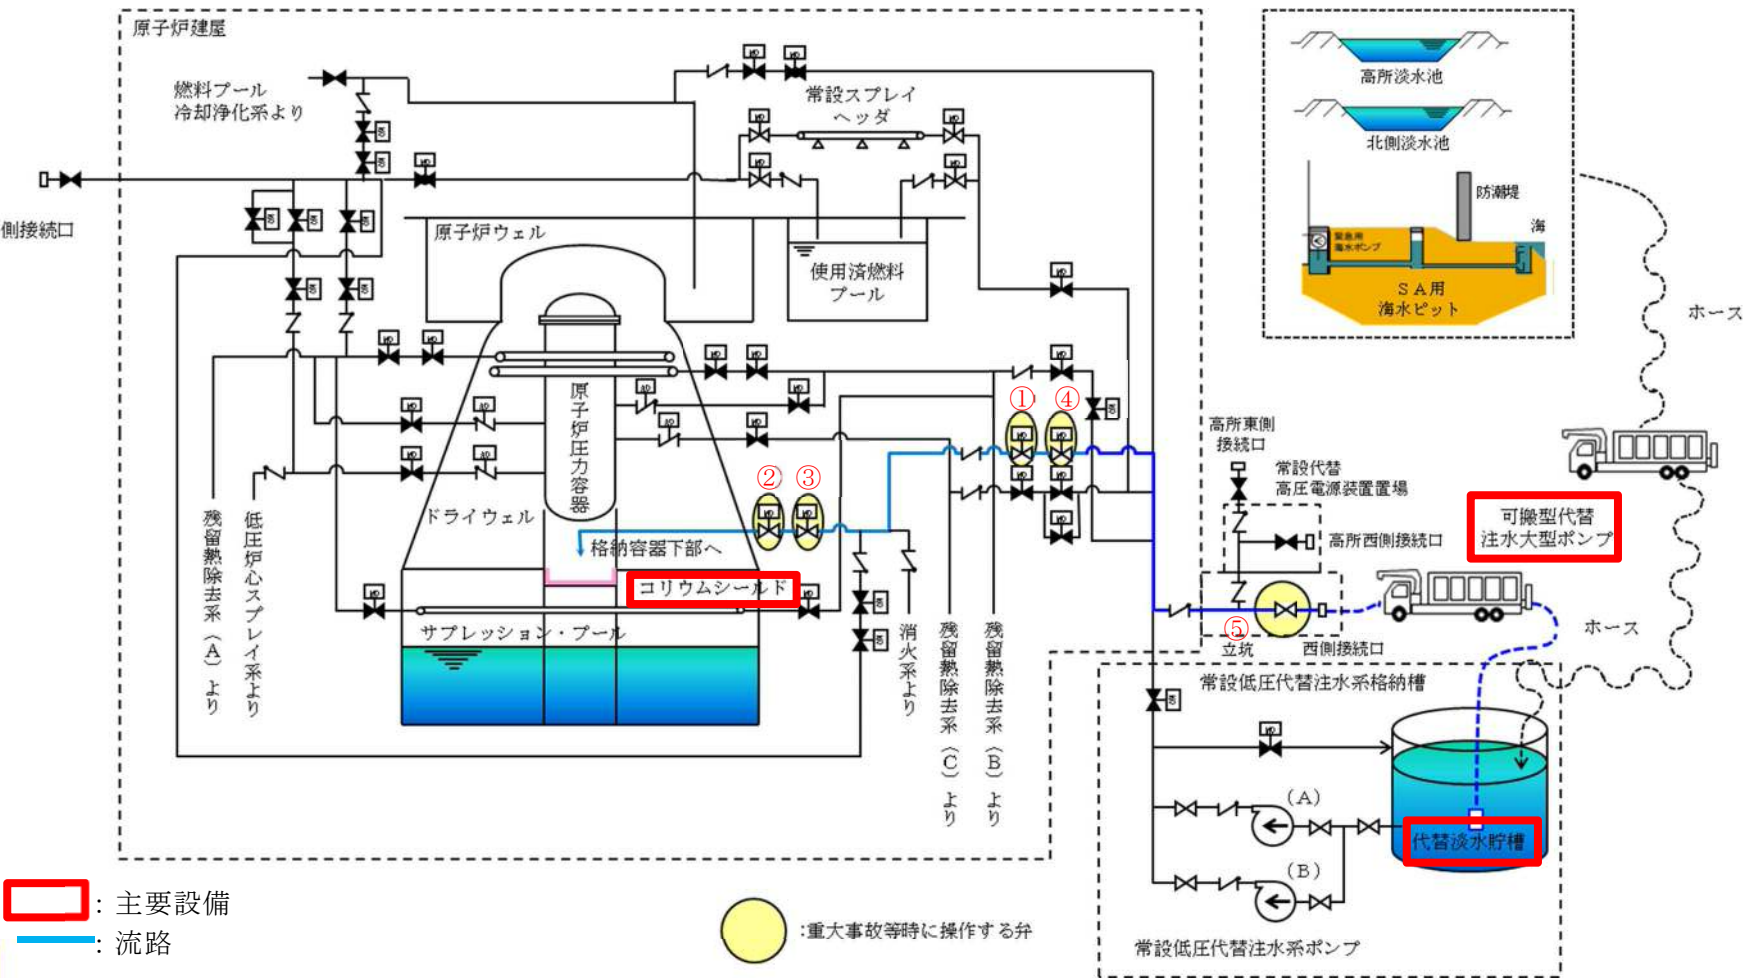 原子炉建屋
燃料プール
冷却浄化系より
常設スプレイ
ヘッダ
高所淡水池
北側淡水池
防潮堤
海
緊急用
海水ポンプ
ＳＡ用
海水ピット
ホース
側接続口
原子炉ウェル
使用済燃料
プール
原子炉圧力容器
①
④
②
③
高所東側
接続口
常設代替
高圧電源装置置場
高所西側接続口
可搬型代替
注水大型ポンプ
ドライウェル
格納容器下部へ
コリウムシールド
サプレッション・プール
残留熱除去系（A）より
低圧炉心スプレイ系より
消火系より
残留熱除去系（C）より
残留熱除去系（B）より
⑤
立坑
西側接続口
ホース
常設低圧代替注水系格納槽
(A)
(B)
代替淡水貯槽
常設低圧代替注水系ポンプ
：主要設備
：流路
:重大事故等時に操作する弁